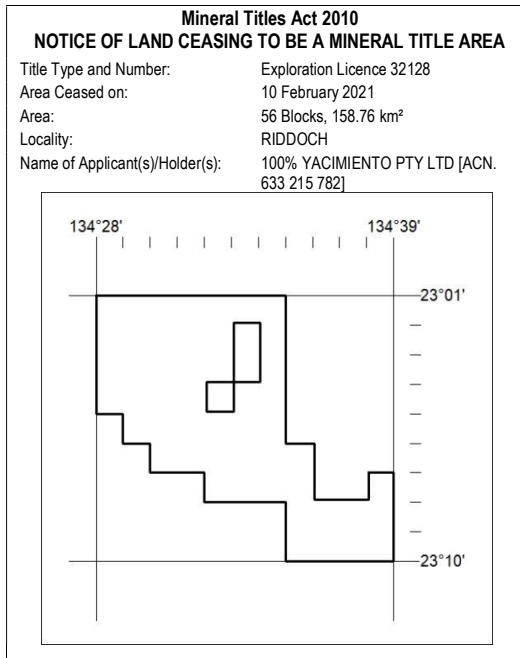 Mineral Titles Act 2010
NOTICE OF LAND CEASING TO BE A MINERAL TITLE AREA
Title Type and Number: Exploration Licence 32128
Area Ceased on: 10 February 2021
Area: 56 Blocks, 158.76 km²
Locality: RIDDOCH
Name of Applicant(s)/Holder(s): 100% YACIMIENTO PTY LTD [ACN.
633 215 782]
134°28' 134°39'
23°01'
23°10'